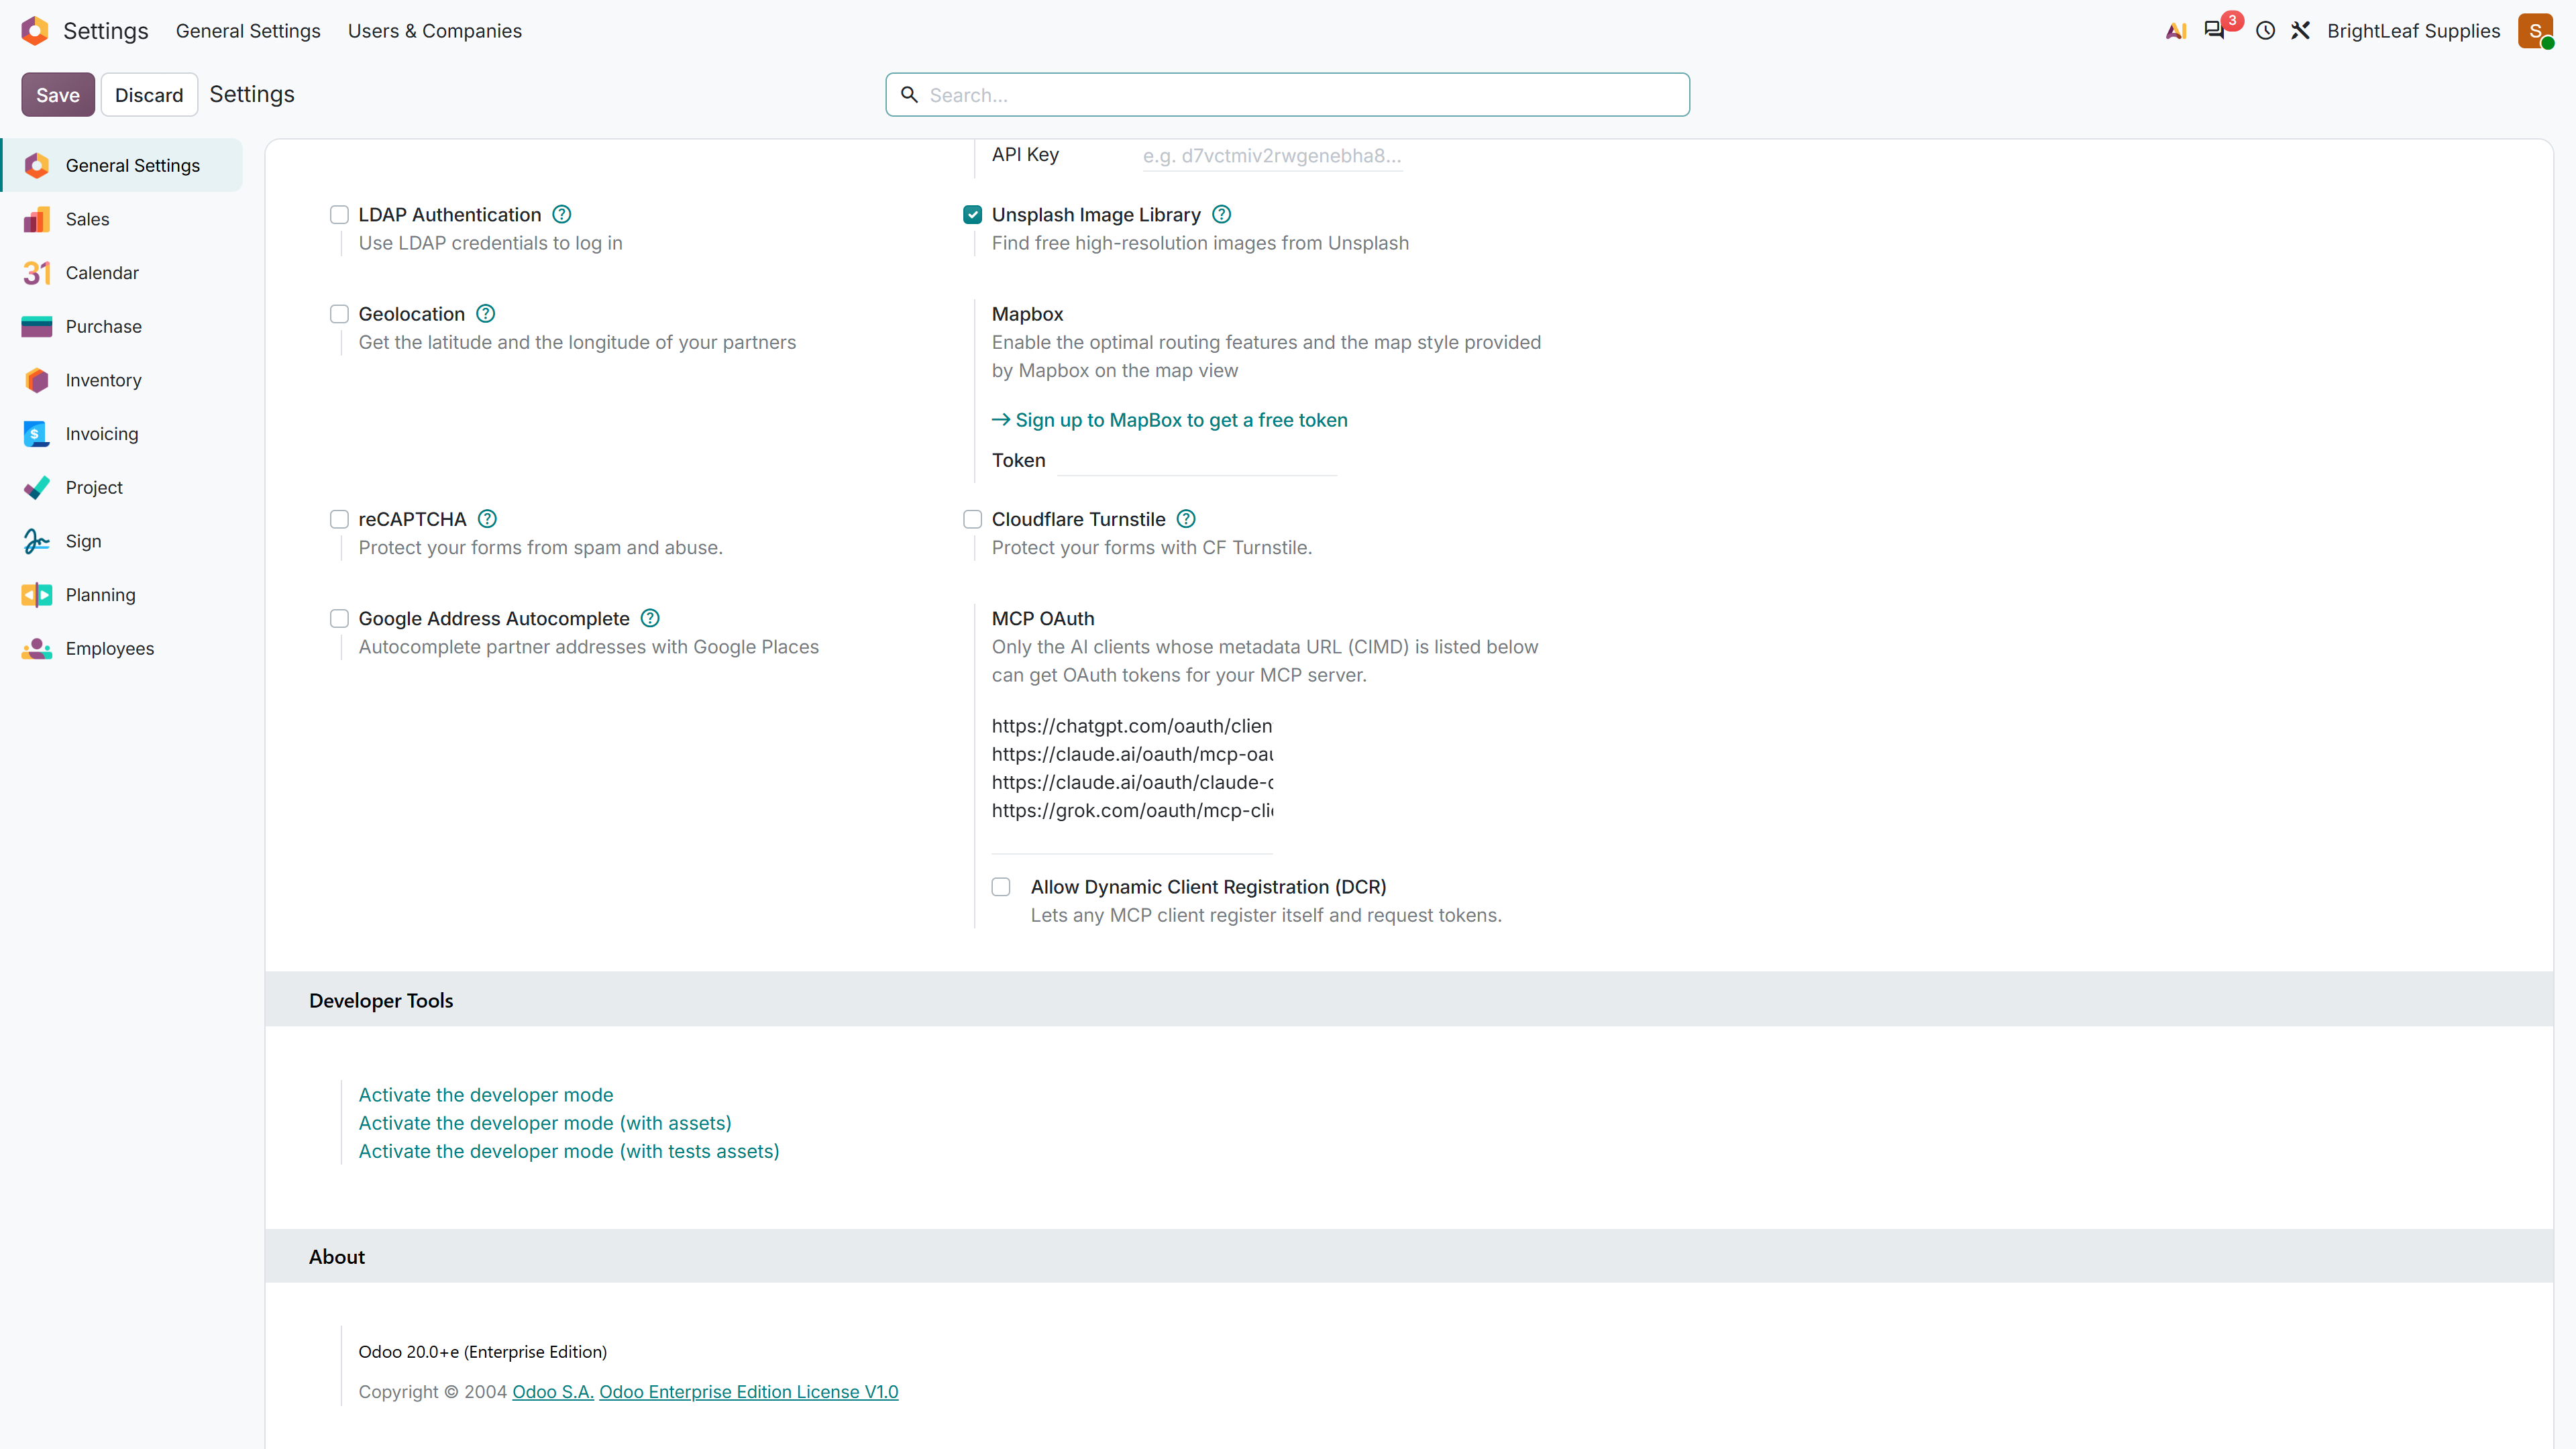 Settings
General Settings
Users & Companies
3
BrightLeaf Supplies
S
Save
Discard
Settings
Search...
General Settings
Sales
31 Calendar
Purchase
Inventory
Invoicing
Project
Sign
Planning
Employees
API Key
e.g. d7vctmiv2rwgenebha8...
LDAP Authentication
Use LDAP credentials to log in
Unsplash Image Library
Find free high-resolution images from Unsplash
Geolocation
Get the latitude and the longitude of your partners
Mapbox
Enable the optimal routing features and the map style provided
by Mapbox on the map view
Sign up to MapBox to get a free token
Token
reCAPTCHA
Protect your forms from spam and abuse.
Cloudflare Turnstile
Protect your forms with CF Turnstile.
Google Address Autocomplete
Autocomplete partner addresses with Google Places
MCP OAuth
Only the AI clients whose metadata URL (CIMD) is listed below
can get OAuth tokens for your MCP server.
https://chatgpt.com/oauth/clien
https://claude.ai/oauth/mcp-oau
https://claude.ai/oauth/claude-c
https://grok.com/oauth/mcp-clie
Allow Dynamic Client Registration (DCR)
Lets any MCP client register itself and request tokens.
Developer Tools
Activate the developer mode
Activate the developer mode (with assets)
Activate the developer mode (with tests assets)
About
Odoo 20.0+e (Enterprise Edition)
Copyright © 2004 Odoo S.A. Odoo Enterprise Edition License V1.0